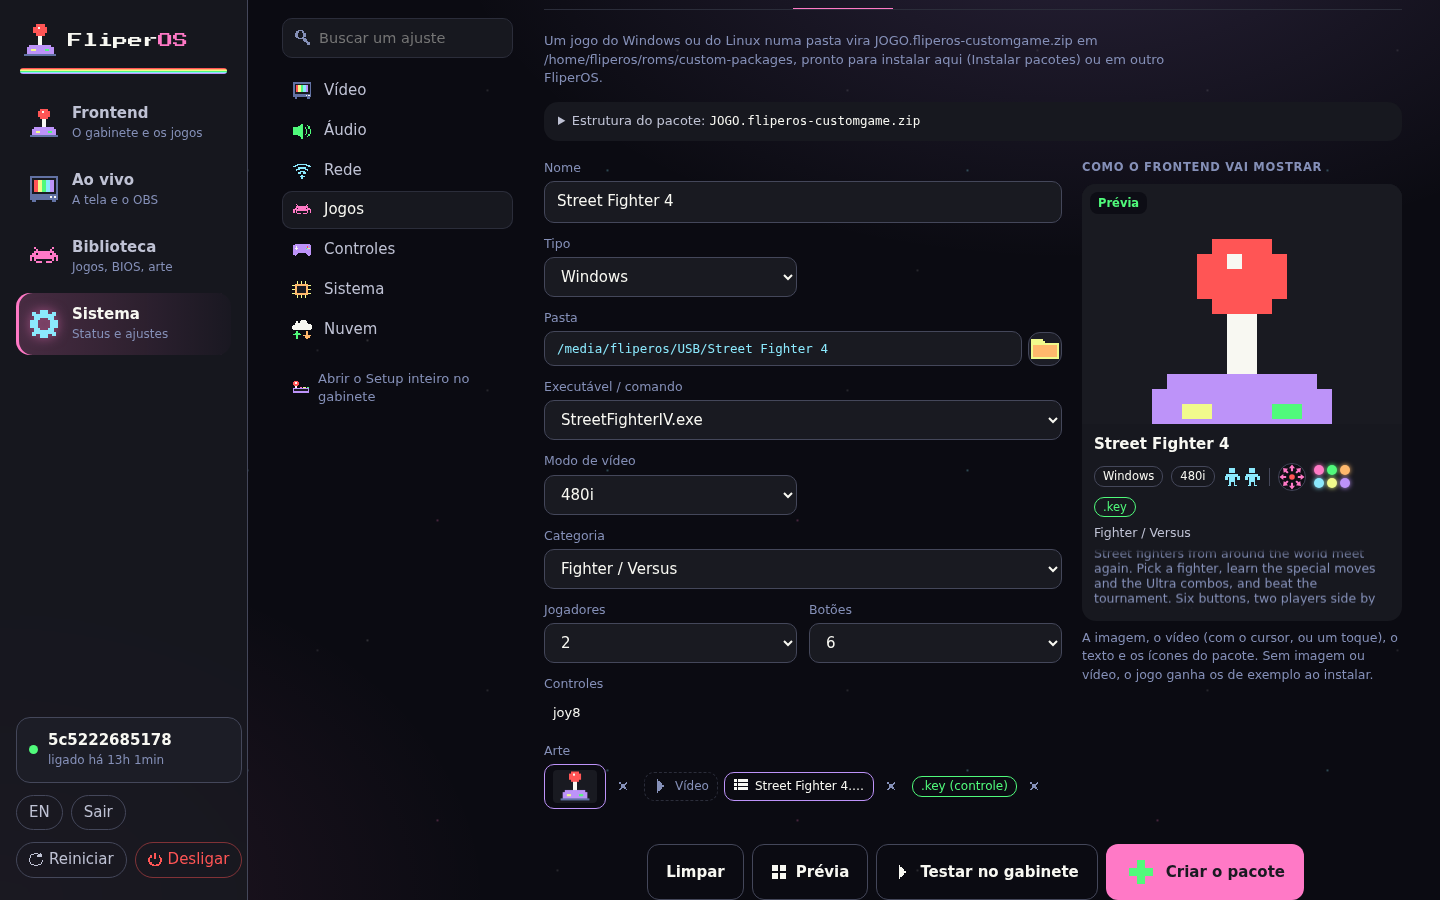 FliperOS
Frontend
O gabinete e os jogos
Ao vivo
A tela e o OBS
Biblioteca
Jogos, BIOS, arte
Sistema
Status e ajustes
5c5222685178
ligado há 13h 1min
EN
Sair
Reiniciar
Desligar
Buscar um ajuste
Vídeo
Áudio
Rede
Jogos
Controles
Sistema
Nuvem
Abrir o Setup inteiro no
gabinete
Um jogo do Windows ou do Linux numa pasta vira JOGO.fliperos-customgame.zip em
/home/fliperos/roms/custom-packages, pronto para instalar aqui (Instalar pacotes) ou em outro
FliperOS.
Estrutura do pacote: JOGO.fliperos-customgame.zip
Nome
Street Fighter 4
Tipo
Windows
Pasta
/media/fliperos/USB/Street Fighter 4
Executável / comando
StreetFighterIV.exe
Modo de vídeo
480i
Categoria
Fighter / Versus
Jogadores
Botões
2
6
Controles
joy8
Arte
Vídeo
Street Fighter 4.…
.key (controle)
COMO O FRONTEND VAI MOSTRAR
Prévia
Street Fighter 4
Windows
480i
.key
Fighter / Versus
Street fighters from around the world meet
again. Pick a fighter, learn the special moves
and the Ultra combos, and beat the
tournament. Six buttons, two players side by
A imagem, o vídeo (com o cursor, ou um toque), o
texto e os ícones do pacote. Sem imagem ou
vídeo, o jogo ganha os de exemplo ao instalar.
Limpar
Prévia
Testar no gabinete
Criar o pacote